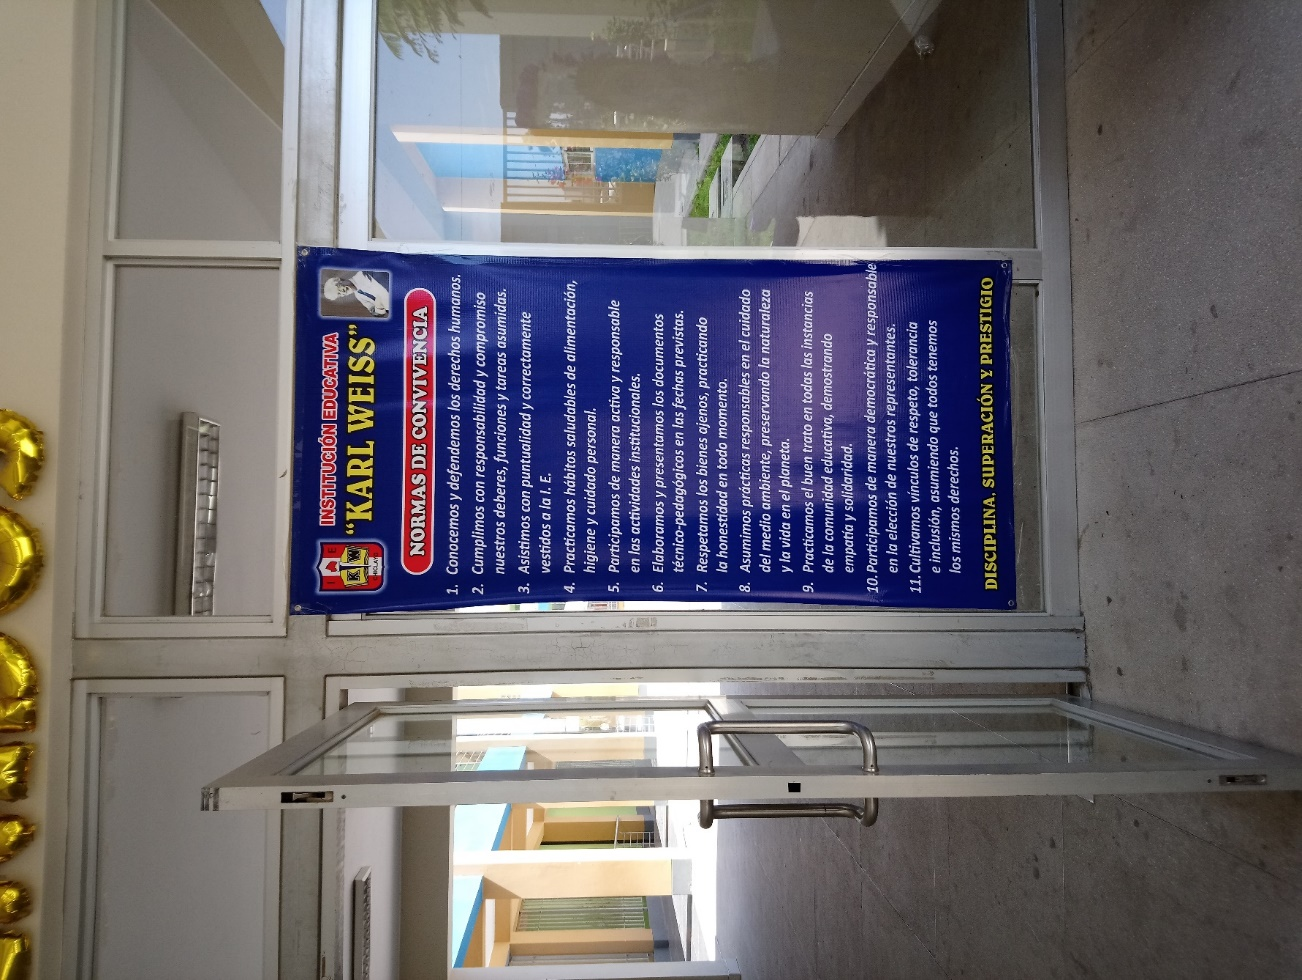 INSTITUCIÓN EDUCATIVA
“KARL WEISS”
I E
K W
CHICLAYO
NORMAS DE CONVIVENCIA
1. Conocemos y defendemos los derechos humanos.
2. Cumplimos con responsabilidad y compromiso
nuestros deberes, funciones y tareas asumidas.
3. Asistimos con puntualidad y correctamente
vestidos a la I. E.
4. Practicamos hábitos saludables de alimentación,
higiene y cuidado personal.
5. Participamos de manera activa y responsable
en las actividades institucionales.
6. Elaboramos y presentamos los documentos
técnico-pedagógicos en las fechas previstas.
7. Respetamos los bienes ajenos, practicando
la honestidad en todo momento.
8. Asumimos prácticas responsables en el cuidado
del medio ambiente, preservando la naturaleza
y la vida en el planeta.
9. Practicamos el buen trato en todas las instancias
de la comunidad educativa, demostrando
empatía y solidaridad.
10. Participamos de manera democrática y responsable
en la elección de nuestros representantes.
11. Cultivamos vínculos de respeto, tolerancia
e inclusión, asumiendo que todos tenemos
los mismos derechos.
DISCIPLINA, SUPERACIÓN Y PRESTIGIO